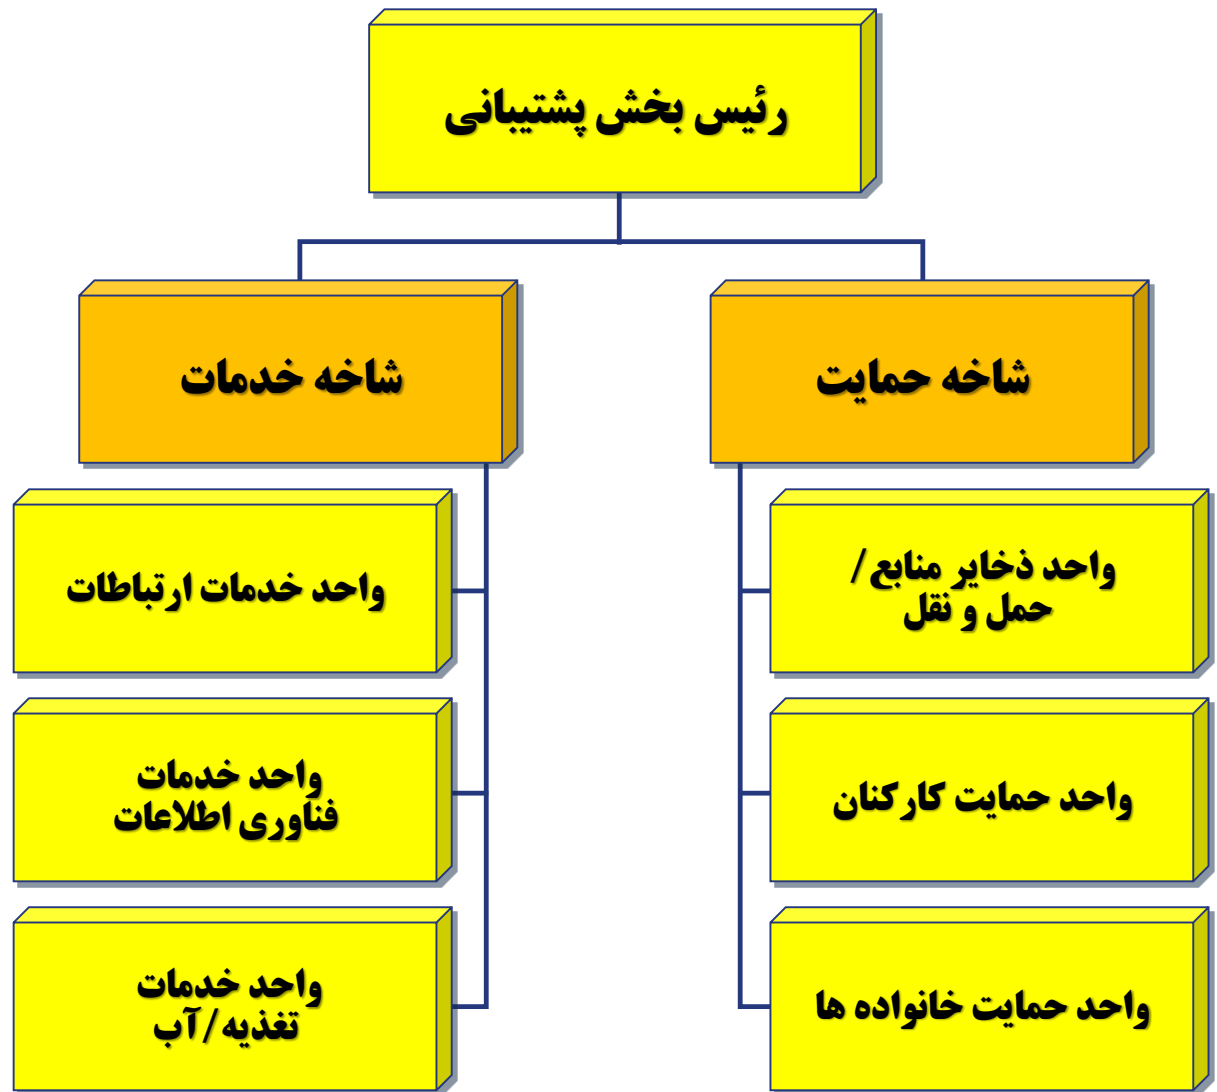 رئیس بخش پشتیبانی
شاخه حمایت
شاخه خدمات
واحد ذخایر منابع/
حمل و نقل
واحد حمایت کارکنان
واحد حمایت خانواده ها
واحد خدمات ارتباطات
واحد خدمات
فناوری اطلاعات
واحد خدمات
تغذیه/آب